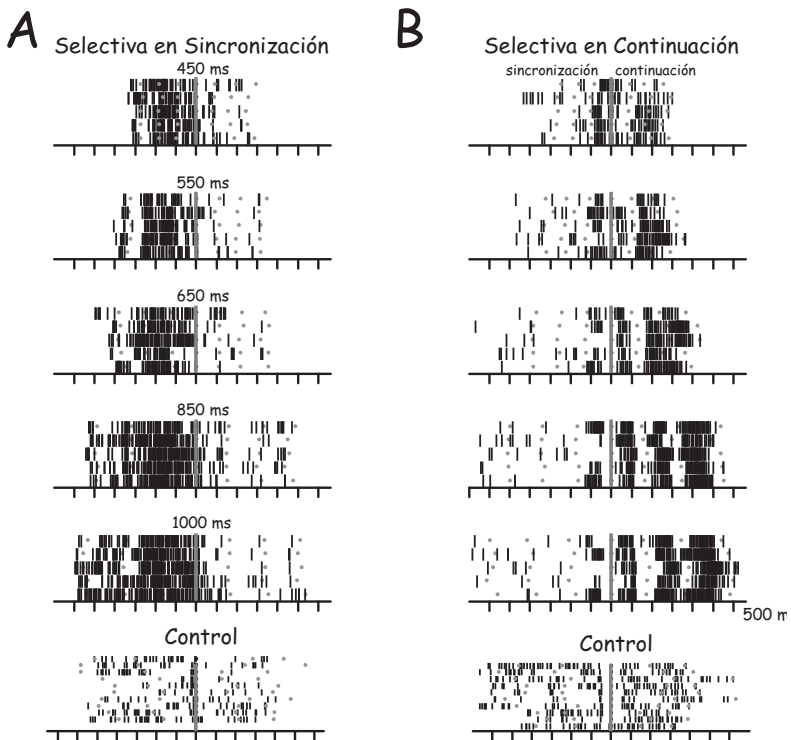 A
Selectiva en Sincronización
450 ms
550 ms
650 ms
850 ms
1000 ms
Control
B
Selectiva en Continuación
sincronización continuación
500 m
Control